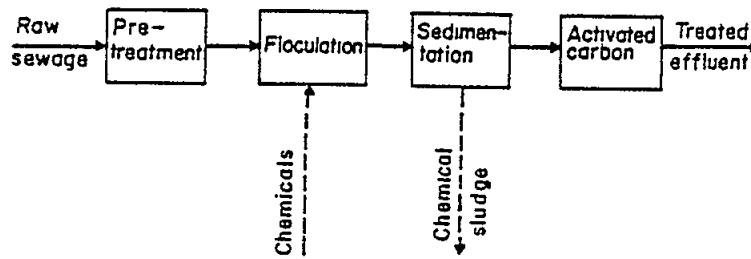 Raw
sewage
Pre-
treatment
Floculation
Sedimen-
tation
Activated
carbon
Treated
effluent
Chemicals
Chemical
sludge